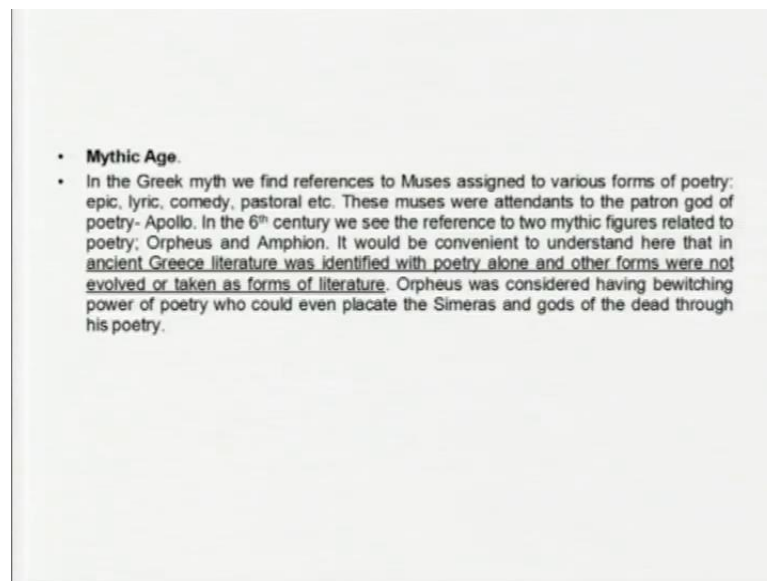 • Mythic Age.
• In the Greek myth we find references to Muses assigned to various forms of poetry:
epic, lyric, comedy, pastoral etc. These muses were attendants to the patron god of
poetry- Apollo. In the 6th century we see the reference to two mythic figures related to
poetry; Orpheus and Amphion. It would be convenient to understand here that in
ancient Greece literature was identified with poetry alone and other forms were not
evolved or taken as forms of literature. Orpheus was considered having bewitching
power of poetry who could even placate the Simeras and gods of the dead through
his poetry.